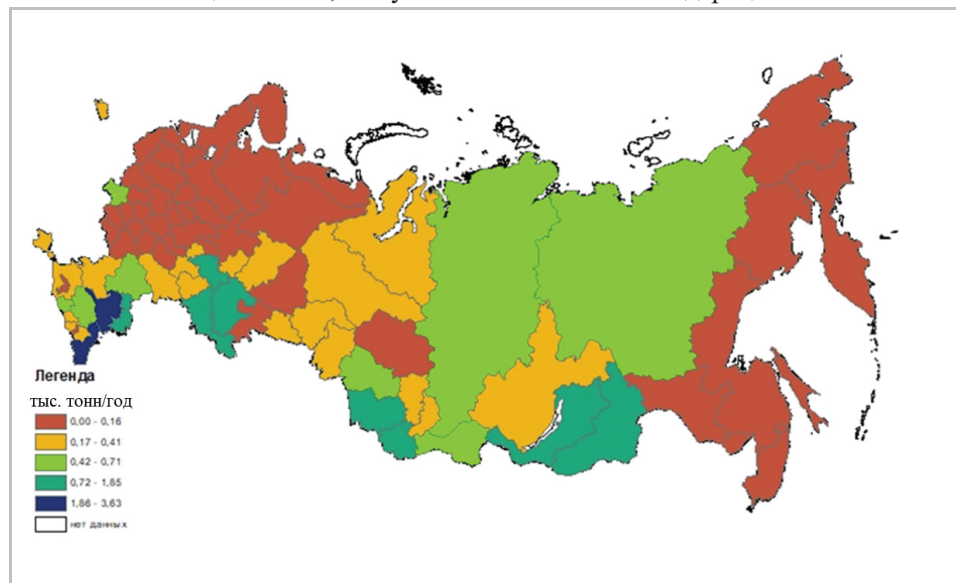 Легенда
тыс. тонн/год
0,00 - 0,16
0,17 - 0,41
0,42 - 0,71
0,72 - 1,85
1,86 - 3,63
нет данных